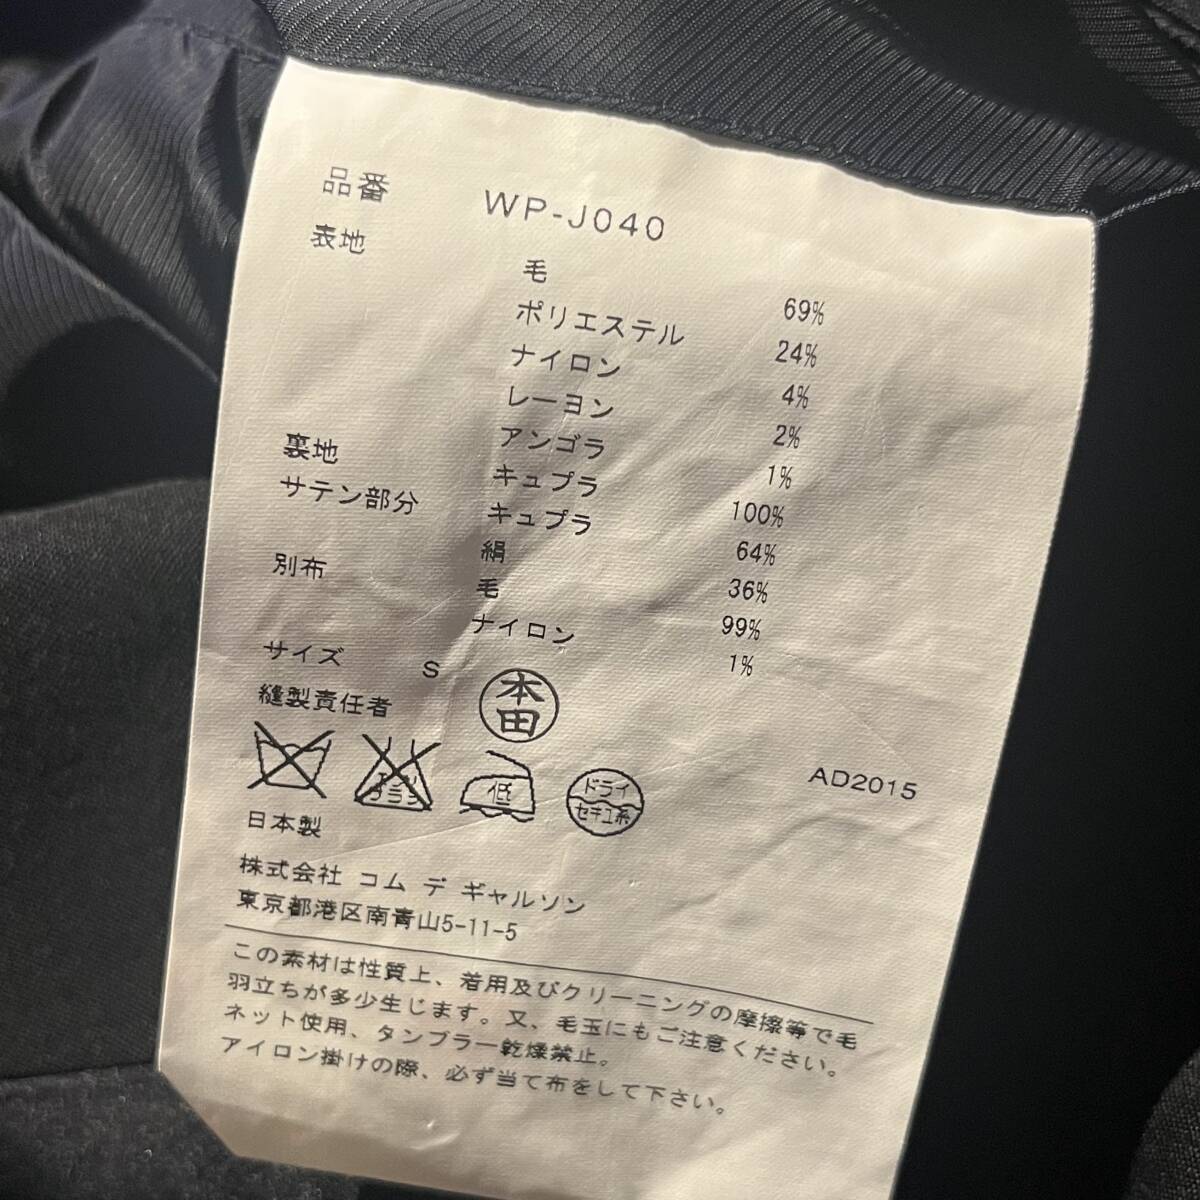 品番 WP-J040
表地 毛 69%
ポリエステル 24%
ナイロン 4%
レーヨン 2%
アンゴラ 1%
裏地 キュプラ 100%
サテン部分 キュプラ 64%
絹 36%
別布 毛 99%
ナイロン 1%
サイズ S
縫製責任者 本田
低 ドライ セキユ系
AD2015
日本製
株式会社 コム デ ギャルソン
東京都港区南青山5-11-5
この素材は性質上、着用及びクリーニングの摩擦等で毛
羽立ちが多少生じます。又、毛玉にもご注意ください。
ネット使用、タンブラー乾燥禁止。
アイロン掛けの際、必ず当て布をして下さい。